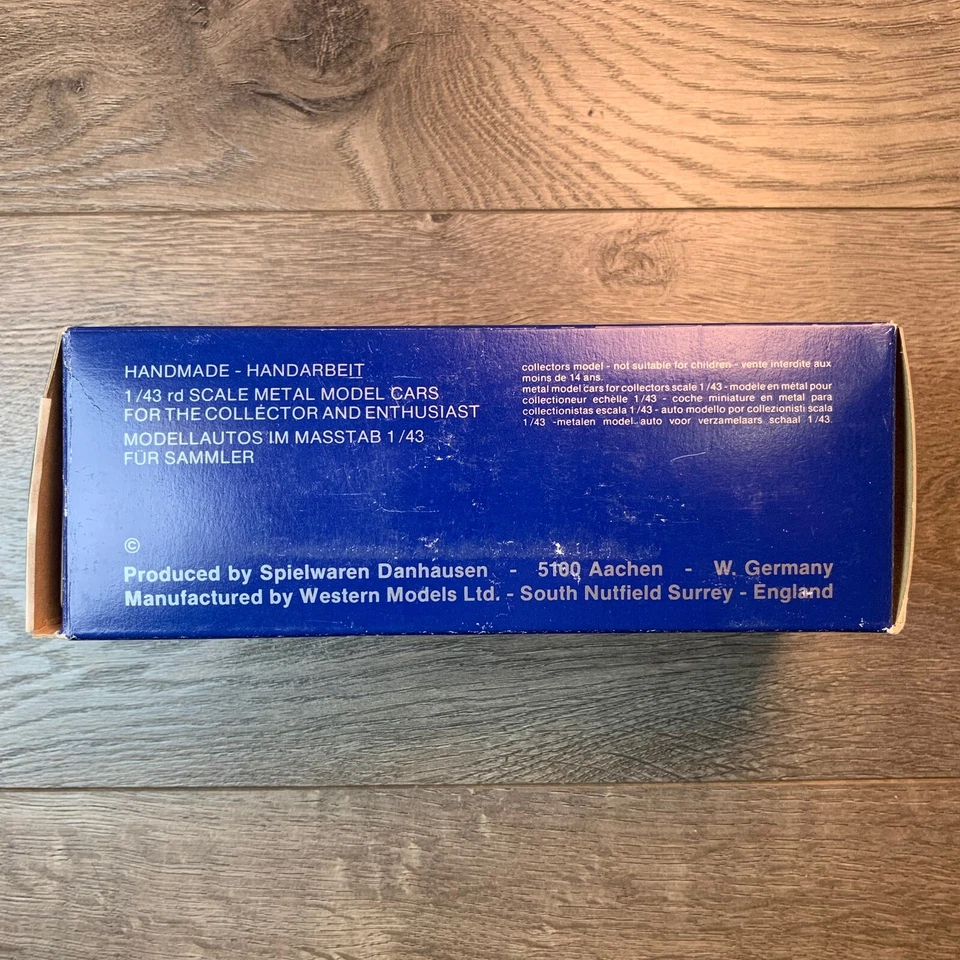 HANDMADE - HANDARBEIT
1/43 rd SCALE METAL MODEL CARS
FOR THE COLLECTOR AND ENTHUSIAST
MODELLAUTOS IM MASSTAB 1/43
FÜR SAMMLER
collectors model - not suitable for children - vente interdite aux
moins de 14 ans.
metal model cars for collectors scale 1/43 - modèle en métal pour
collectioneur echèlle 1/43 - coche miniature en metal para
collectionistas escala 1/43 - auto modello por collezionisti scala
1/43 -metalen model auto voor verzamelaars schaal 1/43.
©
Produced by Spielwaren Danhausen - 5100 Aachen - W. Germany
Manufactured by Western Models Ltd. - South Nutfield Surrey - England